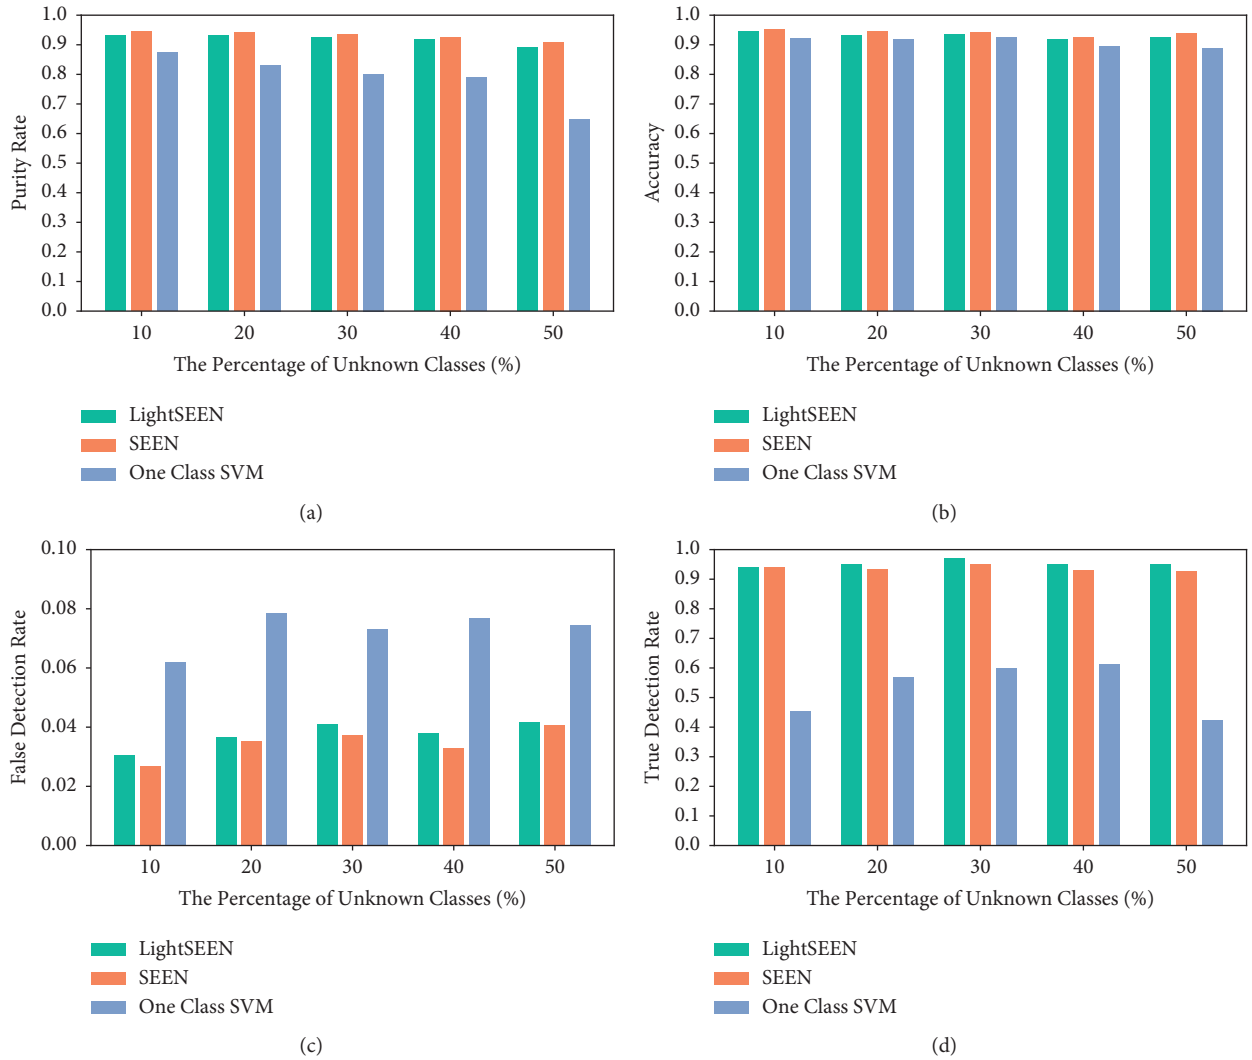 1.0
0.9
0.8
0.7
0.6
0.5
0.4
0.3
0.2
0.1
0.0
Purity Rate
10 20 30 40 50
The Percentage of Unknown Classes (%)
LightSEEN
SEEN
One Class SVM
(a)
1.0
0.9
0.8
0.7
0.6
0.5
0.4
0.3
0.2
0.1
0.0
Accuracy
10 20 30 40 50
The Percentage of Unknown Classes (%)
LightSEEN
SEEN
One Class SVM
(b)
0.10
0.08
0.06
0.04
0.02
0.00
False Detection Rate
10 20 30 40 50
The Percentage of Unknown Classes (%)
LightSEEN
SEEN
One Class SVM
(c)
1.0
0.9
0.8
0.7
0.6
0.5
0.4
0.3
0.2
0.1
0.0
True Detection Rate
10 20 30 40 50
The Percentage of Unknown Classes (%)
LightSEEN
SEEN
One Class SVM
(d)